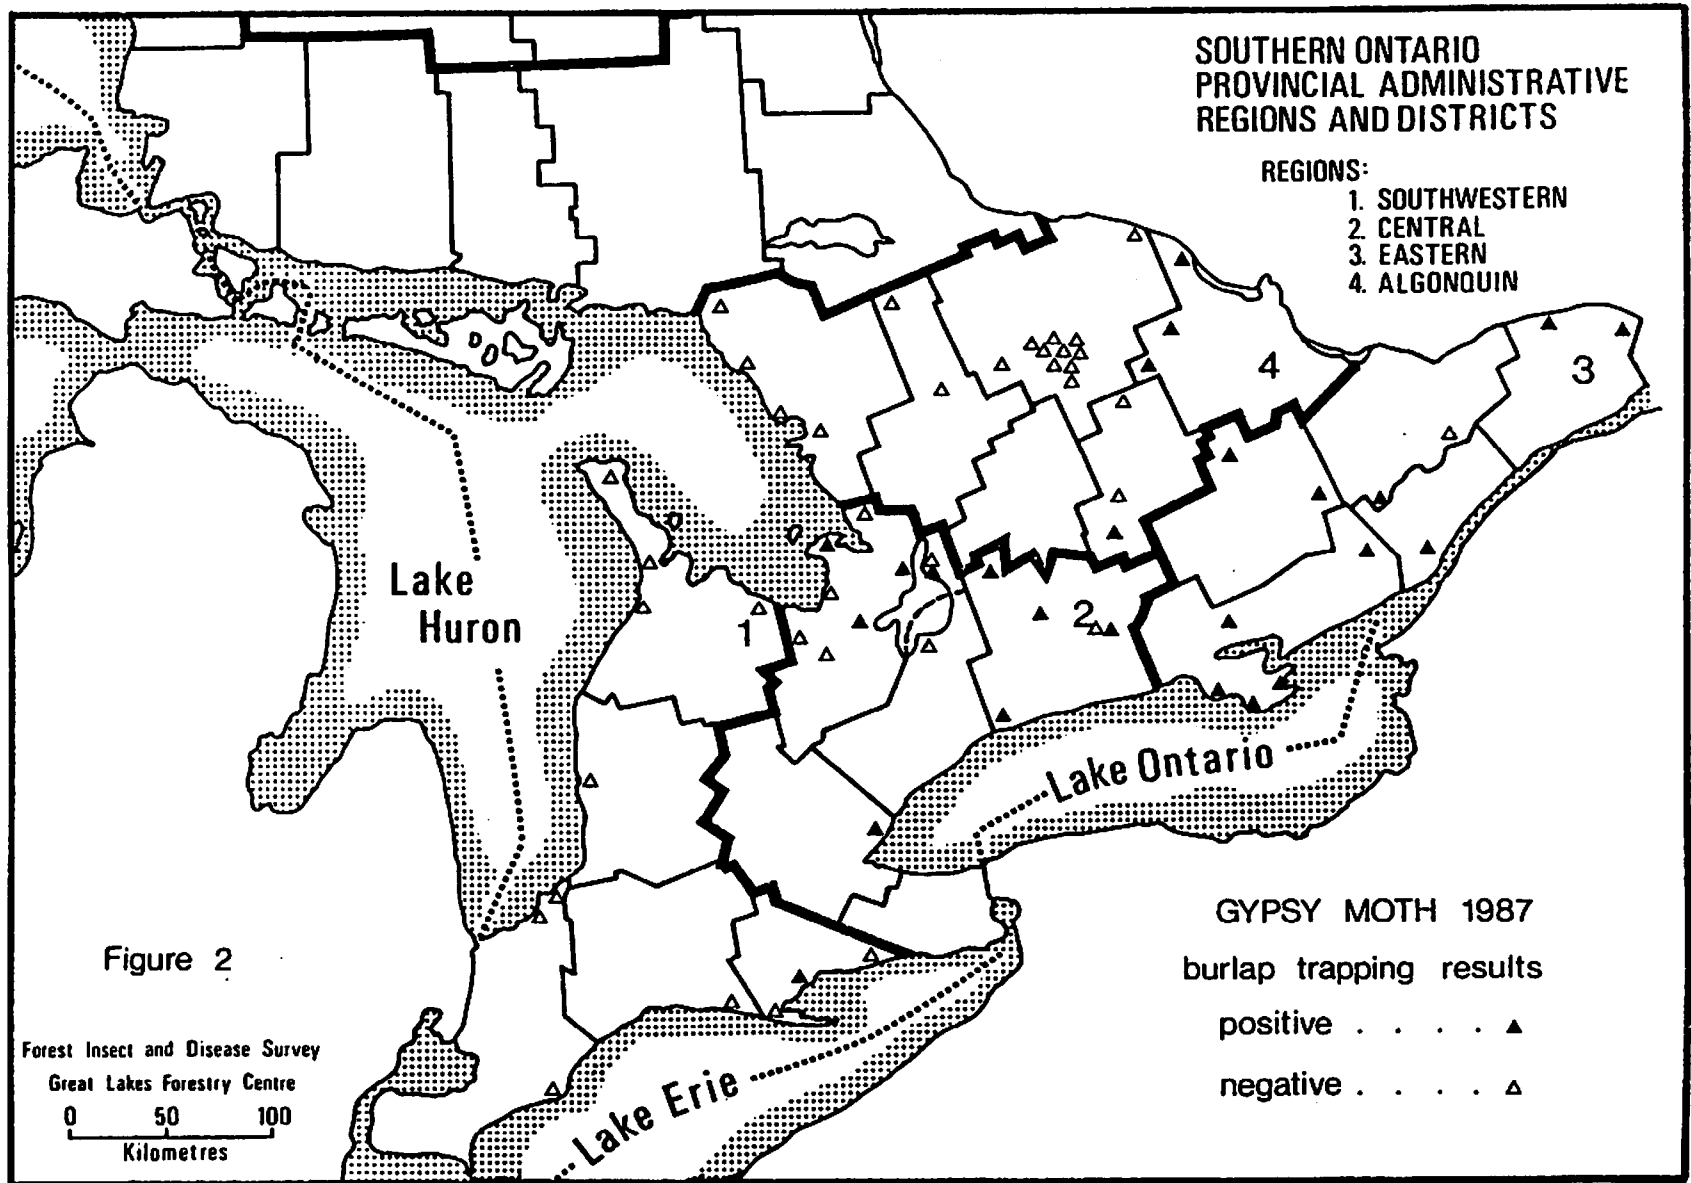 SOUTHERN ONTARIO
PROVINCIAL ADMINISTRATIVE
REGIONS AND DISTRICTS
REGIONS:
1. SOUTHWESTERN
2. CENTRAL
3. EASTERN
4. ALGONQUIN
3
4
Lake
Huron
1
2
Lake Ontario
GYPSY MOTH 1987
burlap trapping results
positive . . . . ▲
negative . . . . △
Figure 2
Forest Insect and Disease Survey
Great Lakes Forestry Centre
0 50 100
Kilometres
Lake Erie